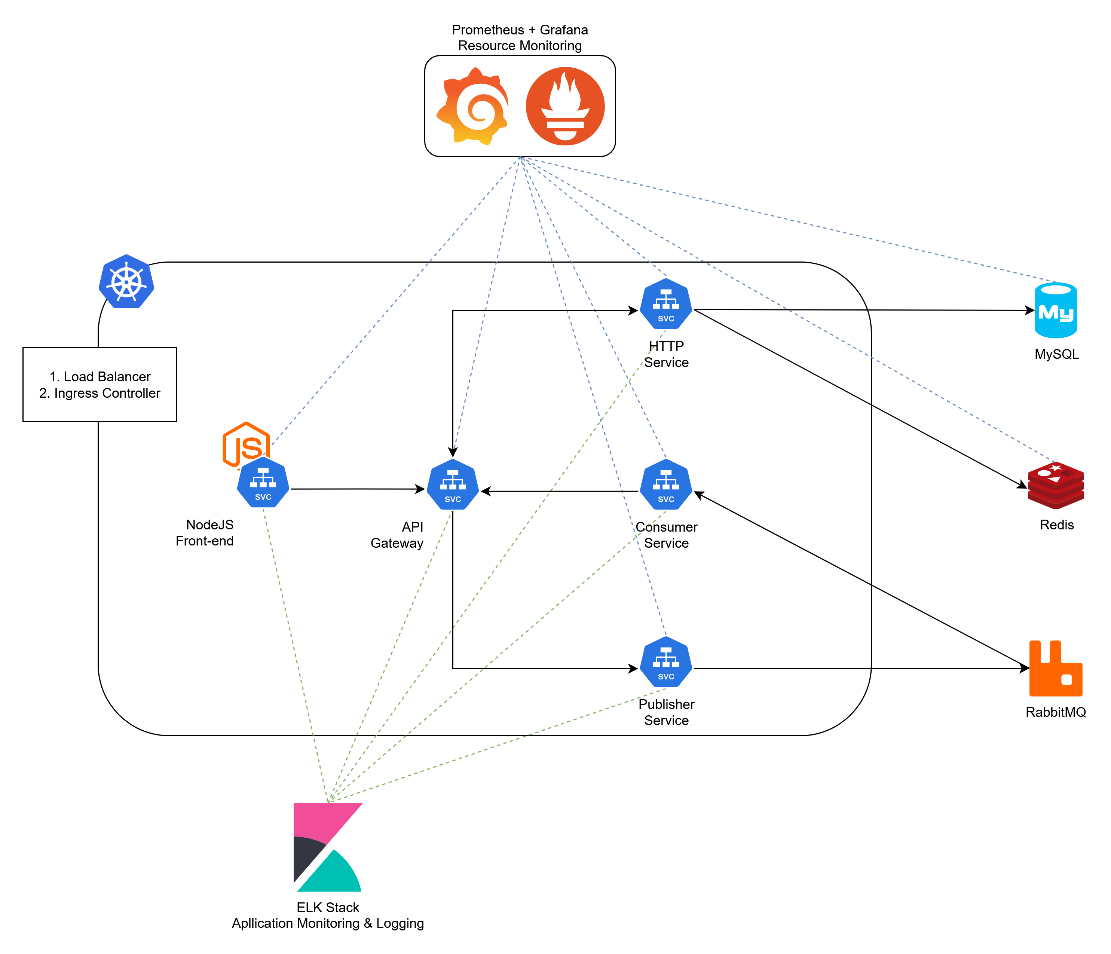 Prometheus + Grafana
Resource Monitoring
1. Load Balancer
2. Ingress Controller
svc
HTTP
Service
My
MySQL
JS
svc
NodeJS
Front-end
svc
API
Gateway
svc
Consumer
Service
Redis
svc
Publisher
Service
RabbitMQ
ELK Stack
Apllication Monitoring & Logging